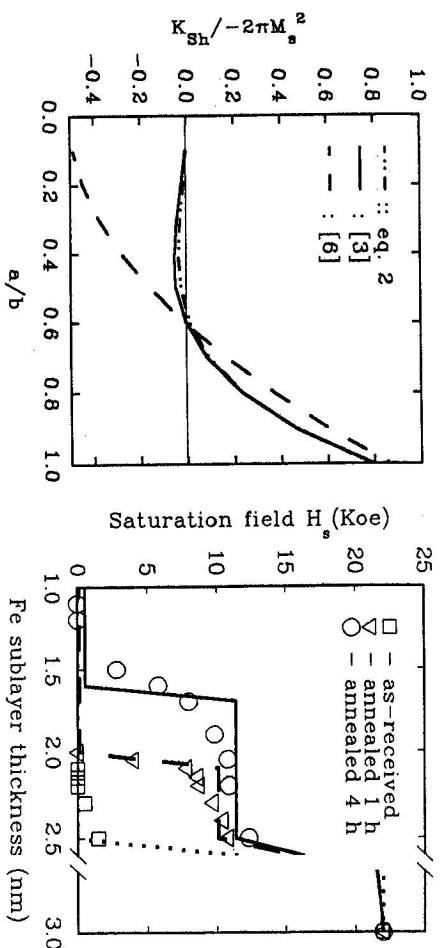 K_Sh/−2πM_s^2
1.0
0.8
0.6
0.4
0.2
0.0
-0.2
-0.4
-·· : eq. 2
— : [3]
– – : [6]
0.0 0.2 0.4 0.6 0.8 1.0
a/b
Saturation field H_s (Koe)
25
20
15
10
5
0
□ – as-received
△ – annealed 1 h
○ – annealed 4 h
1.0 1.5 2.0 2.5 3.0
Fe sublayer thickness (nm)